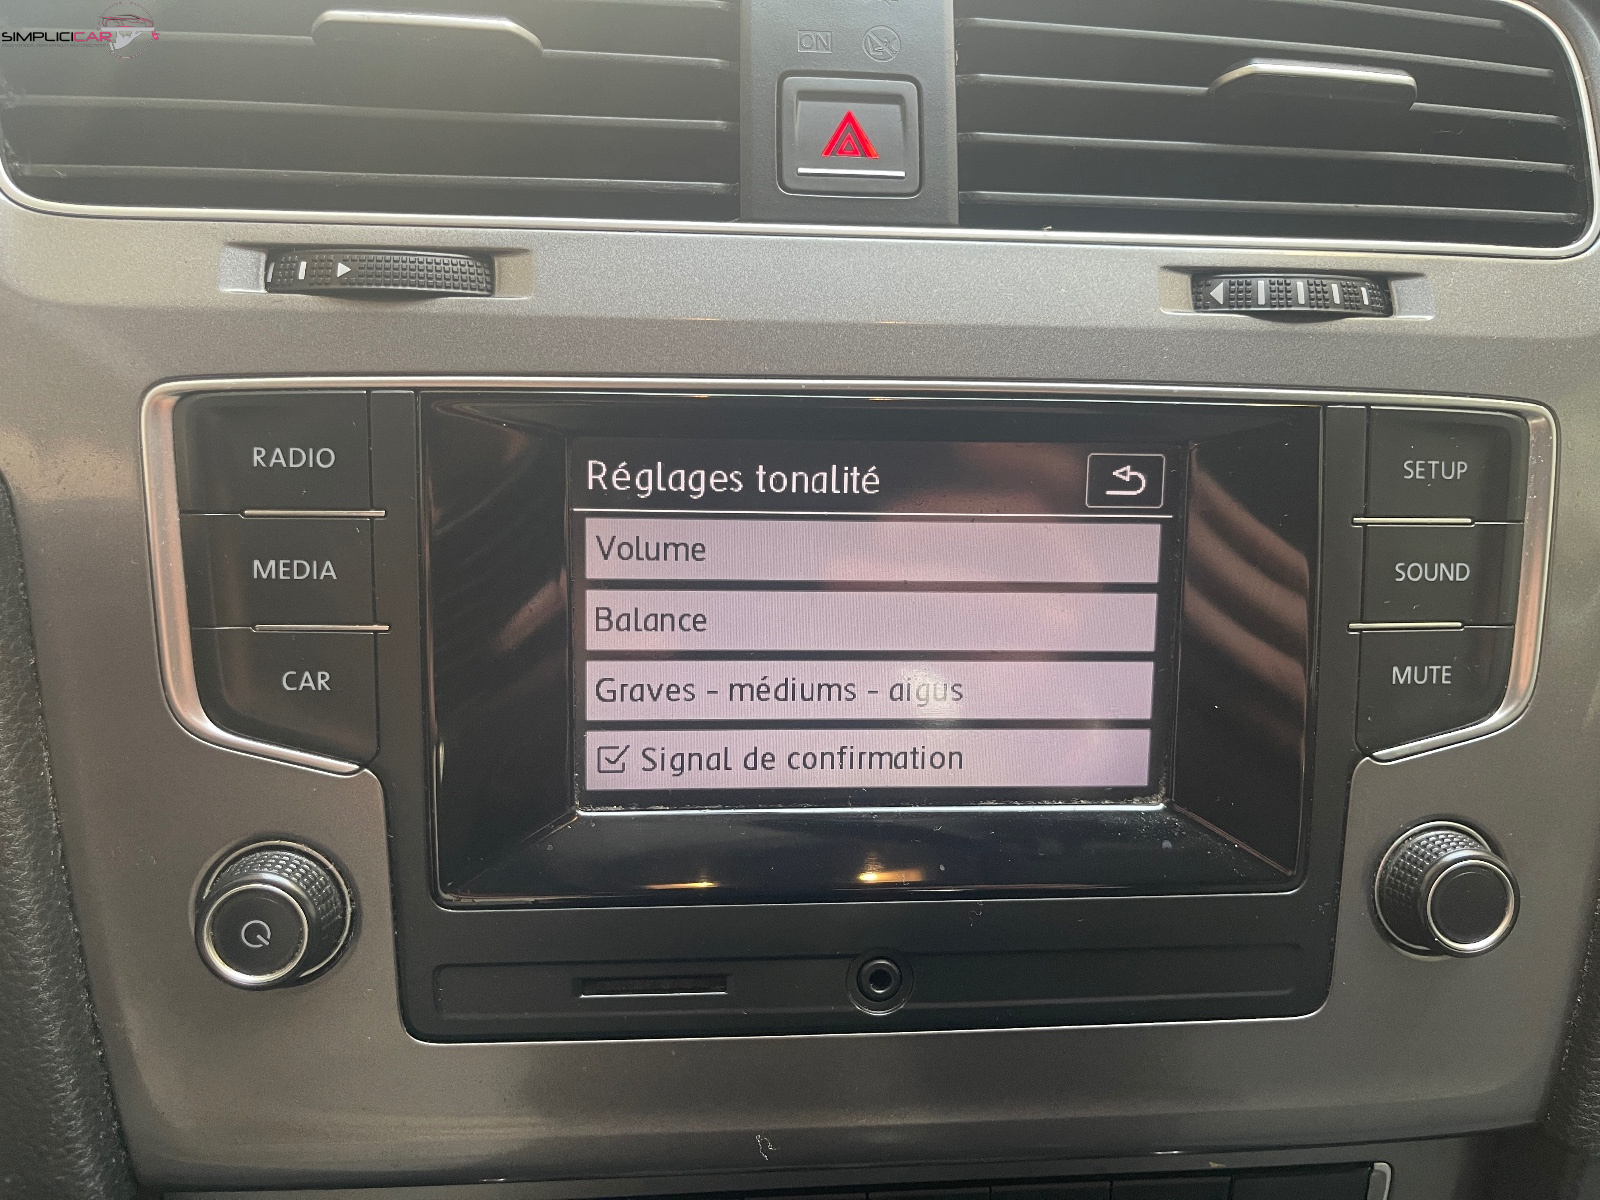 SIMPLICICAR
ON
RADIO
MEDIA
CAR
Réglages tonalité
Volume
Balance
Graves - médiums - aigus
Signal de confirmation
SETUP
SOUND
MUTE